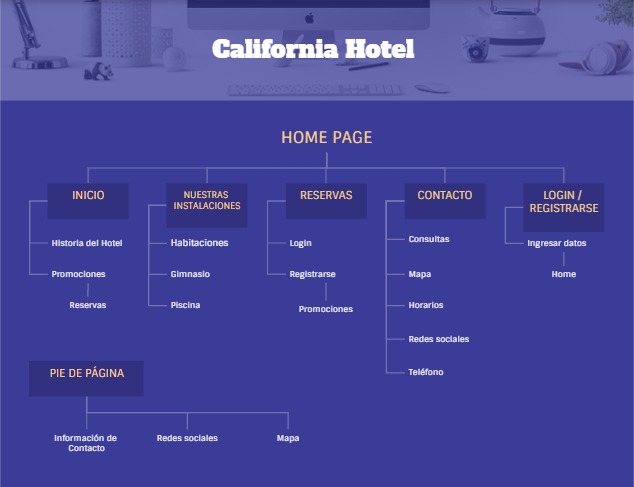 California Hotel
HOME PAGE
INICIO
NUESTRAS
INSTALACIONES
RESERVAS
CONTACTO
LOGIN /
REGISTRARSE
Historia del Hotel
Promociones
Reservas
Habitaciones
Gimnasio
Piscina
Login
Registrarse
Promociones
Consultas
Mapa
Horarios
Redes sociales
Teléfono
Ingresar datos
Home
PIE DE PÁGINA
Información de
Contacto
Redes sociales
Mapa